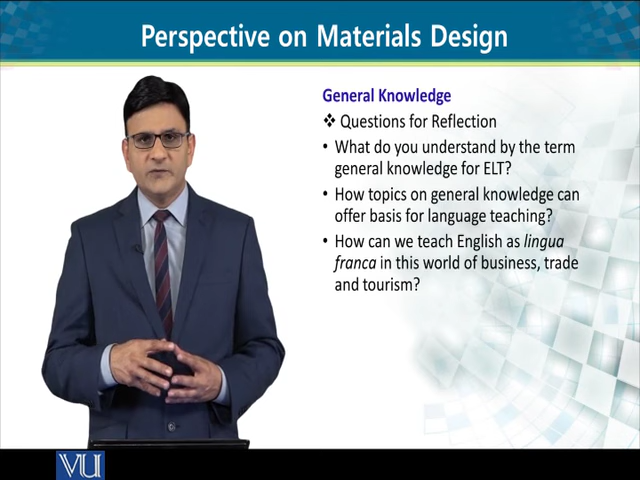 Perspective on Materials Design
General Knowledge
❖ Questions for Reflection
• What do you understand by the term
general knowledge for ELT?
• How topics on general knowledge can
offer basis for language teaching?
• How can we teach English as lingua
franca in this world of business, trade
and tourism?
VU